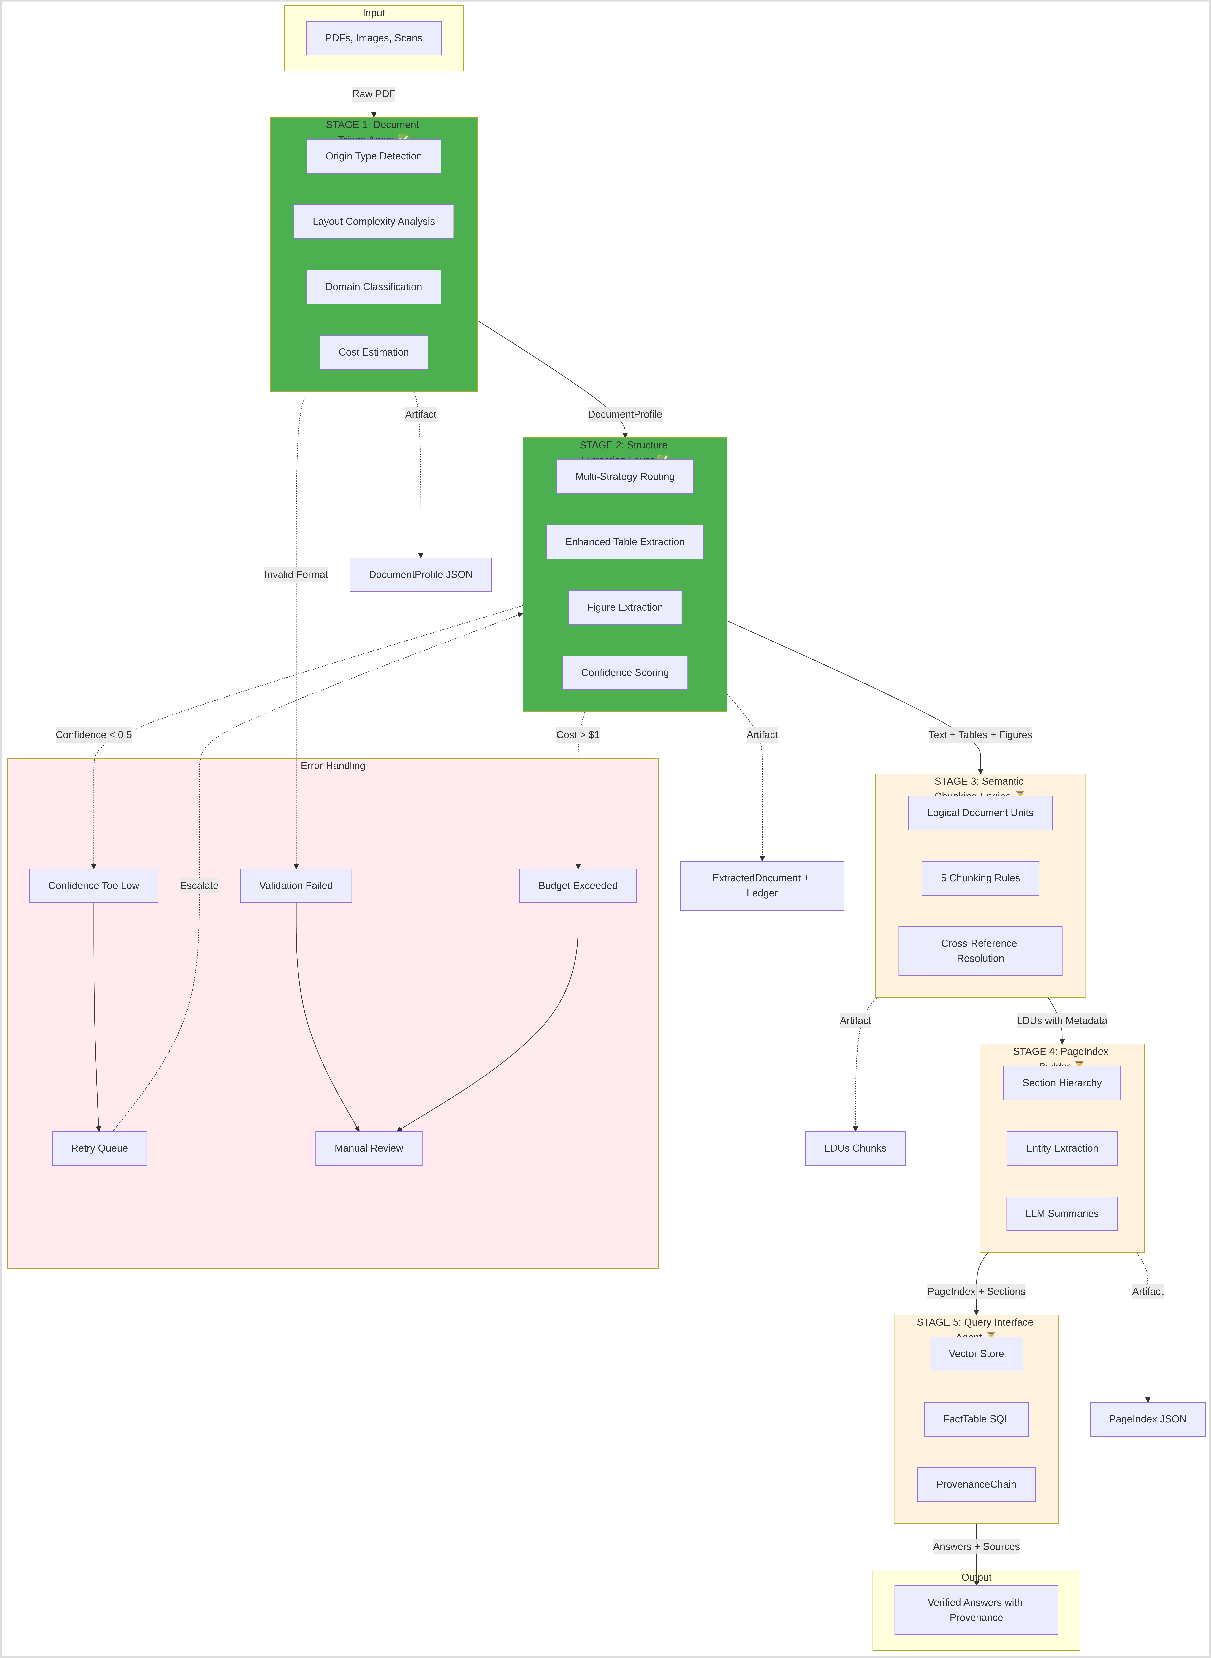 Input
PDFs, Images, Scans
Raw PDF
STAGE 1: Document
Origin Type Detection
Layout Complexity Analysis
Domain Classification
Cost Estimation
Artifact
DocumentProfile
STAGE 2: Structure
Multi-Strategy Routing
Enhanced Table Extraction
Figure Extraction
Confidence Scoring
Invalid Format
DocumentProfile JSON
Confidence < 0.5
Cost > $1
Artifact
Text + Tables + Figures
Error Handling
Confidence Too Low
Escalate
Validation Failed
Budget Exceeded
Retry Queue
Manual Review
ExtractedDocument +
Ledger
STAGE 3: Semantic
Logical Document Units
5 Chunking Rules
Cross-Reference
Resolution
Artifact
LDUs with Metadata
LDUs Chunks
STAGE 4: PageIndex
Section Hierarchy
Entity Extraction
LLM Summaries
PageIndex + Sections
Artifact
STAGE 5: Query Interface
Vector Store
FactTable SQL
ProvenanceChain
PageIndex JSON
Answers + Sources
Output
Verified Answers with
Provenance